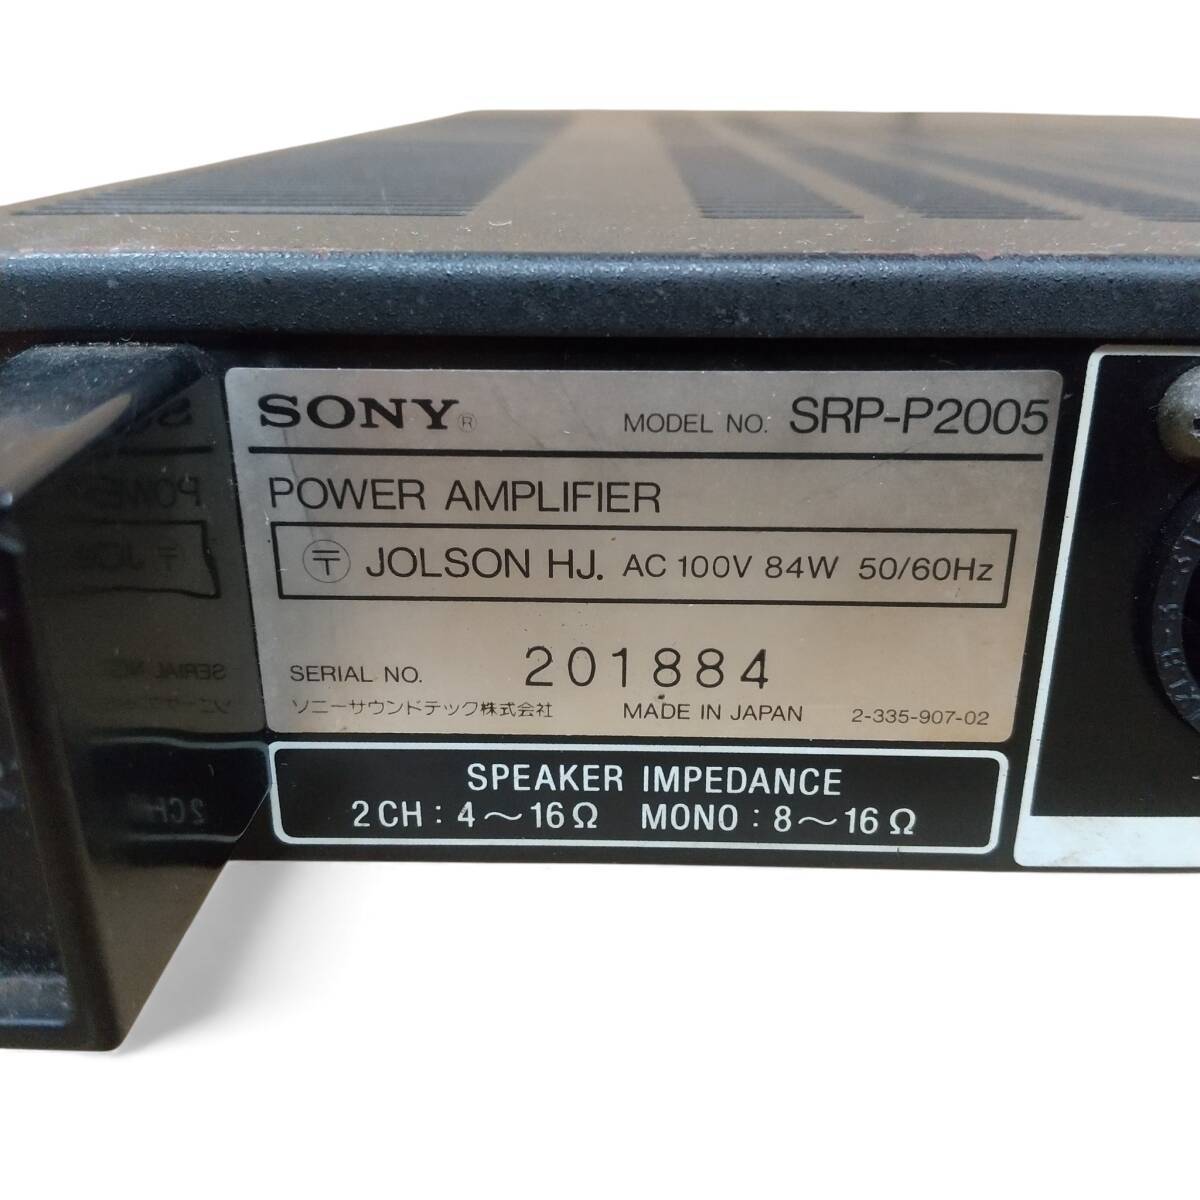 SONY® MODEL NO. SRP-P2005
POWER AMPLIFIER
〒 JOLSON HJ. AC 100V 84W 50/60Hz
SERIAL NO. 201884
ソニーサウンドテック株式会社 MADE IN JAPAN 2-335-907-02
SPEAKER IMPEDANCE
2CH : 4～16Ω MONO : 8～16Ω